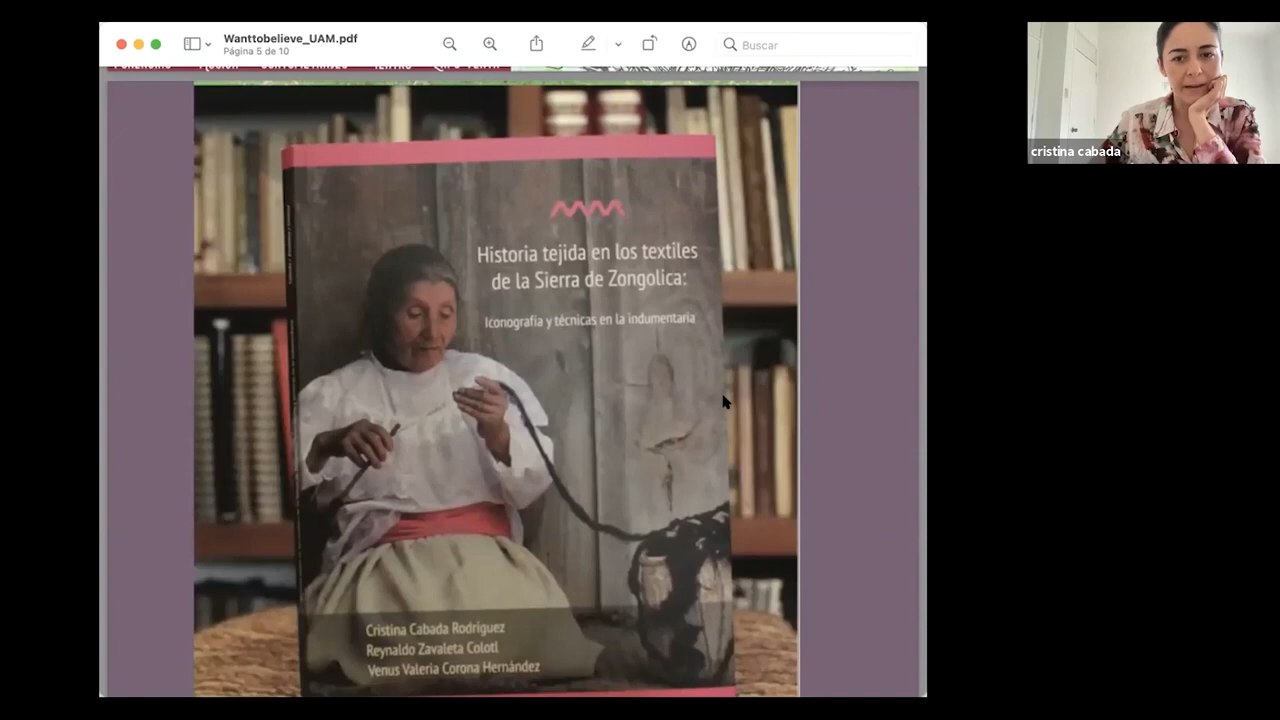 Wanttobelieve_UAM.pdf
Página 5 de 10
Buscar
Historia tejida en los textiles
de la Sierra de Zongolica:
Iconografía y técnicas en la indumentaria
Cristina Cabada Rodríguez
Reynaldo Zavaleta Colotl
Venus Valeria Corona Hernández
cristina cabada